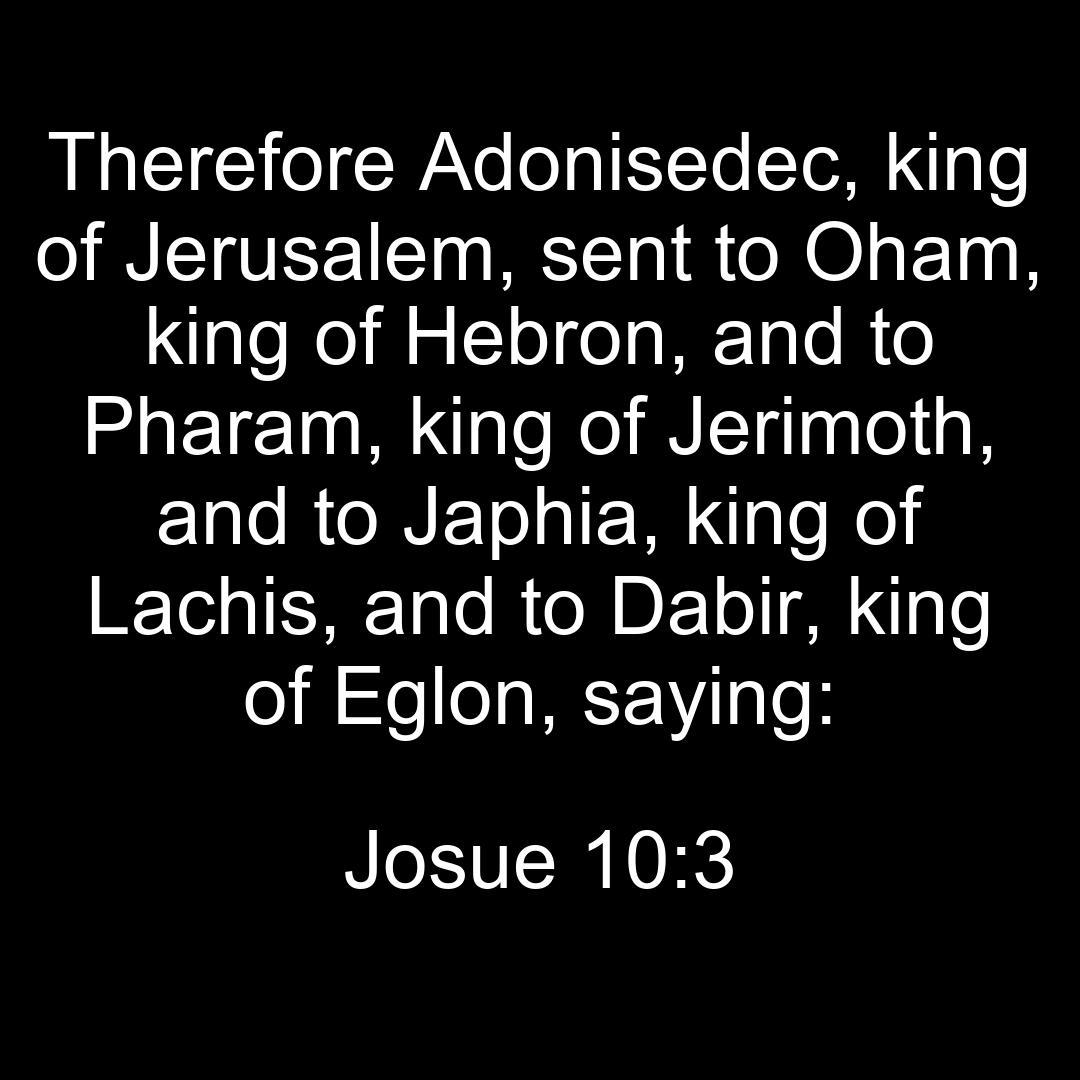 Therefore Adonisedec, king
of Jerusalem, sent to Oham,
king of Hebron, and to
Pharam, king of Jerimoth,
and to Japhia, king of
Lachis, and to Dabir, king
of Eglon, saying:
Josue 10:3